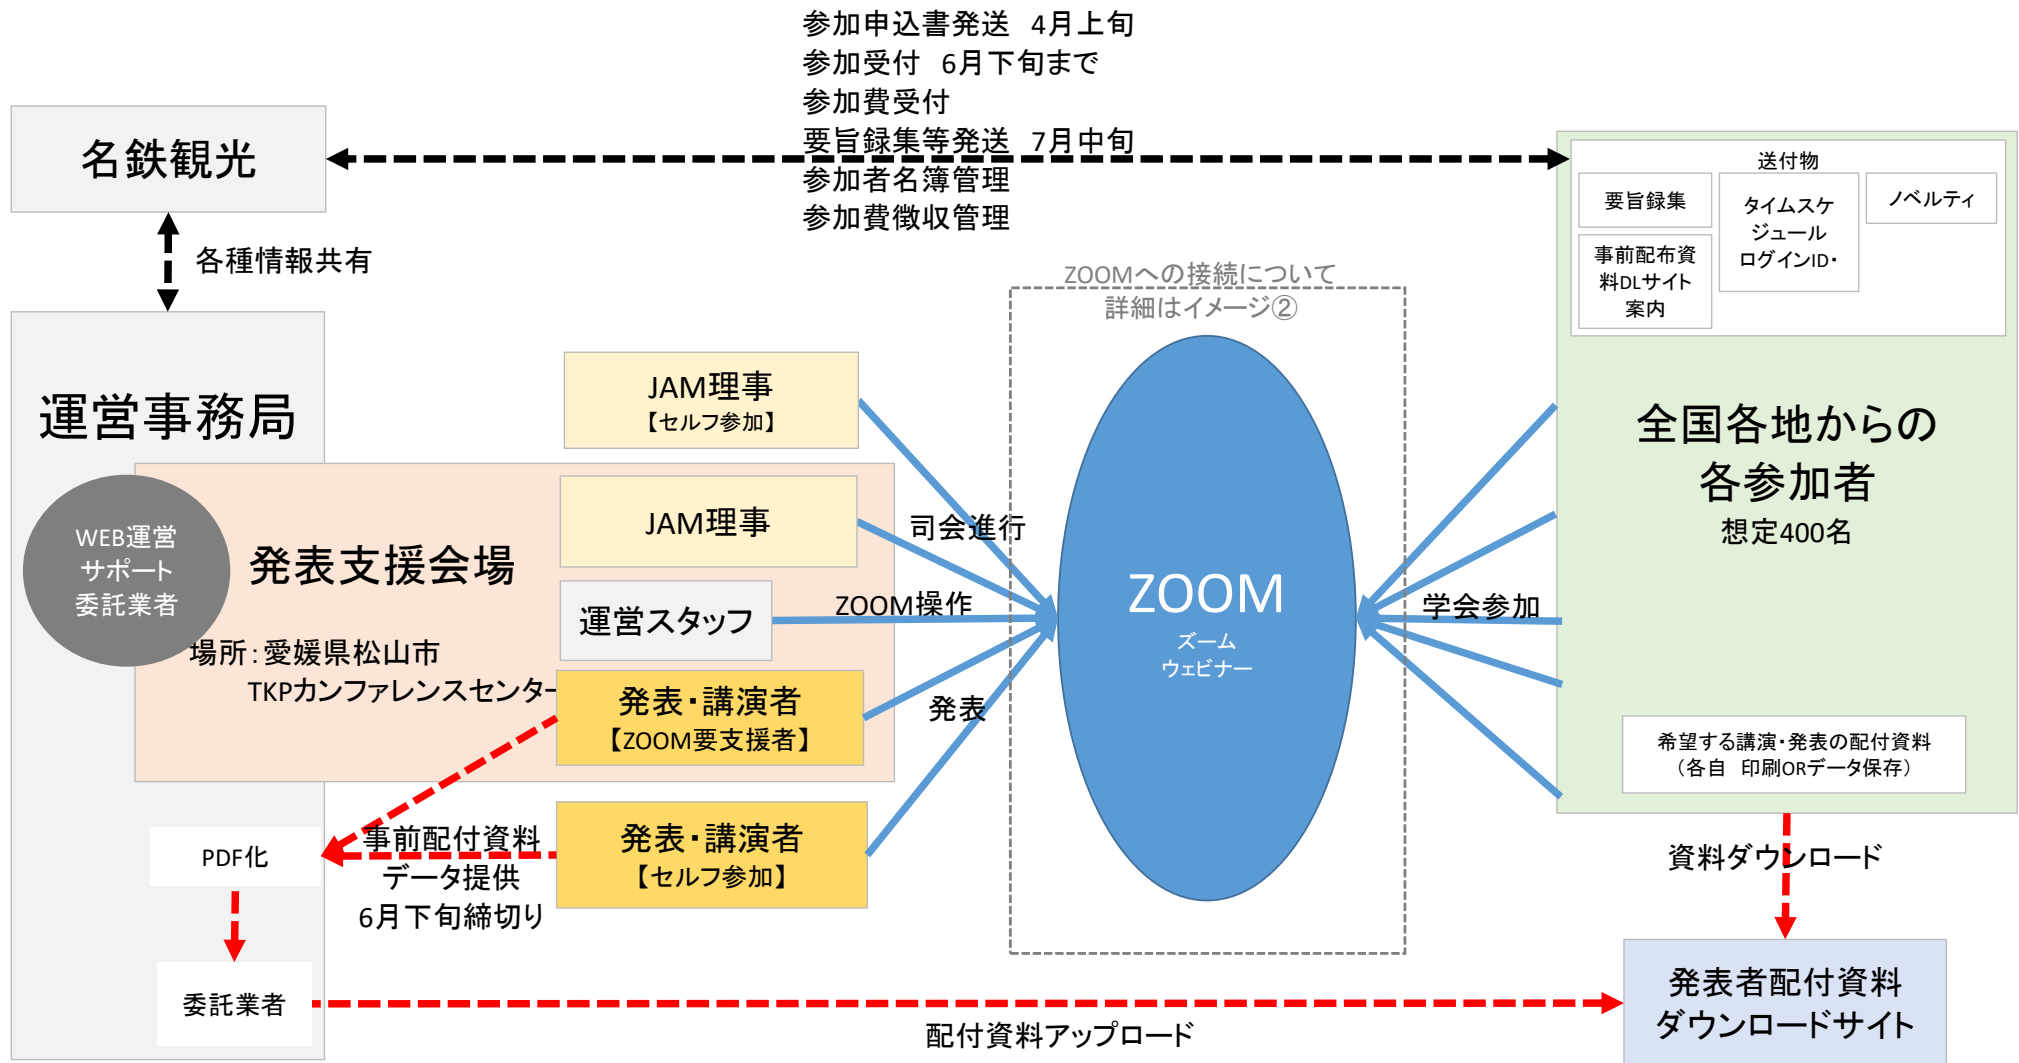 参加申込書発送　4月上旬
参加受付　6月下旬まで
参加費受付
要旨録集等発送　7月中旬
参加者名簿管理
参加費徴収管理
名鉄観光
各種情報共有
送付物
要旨録集
タイムスケ
ジュール
ログインID・
ノベルティ
事前配布資
料DLサイト
案内
ZOOMへの接続について
詳細はイメージ②
運営事務局
JAM理事
【セルフ参加】
全国各地からの
各参加者
想定400名
WEB運営
サポート
委託業者
発表支援会場
場所：愛媛県松山市
TKPカンファレンスセンター
JAM理事
司会進行
運営スタッフ
ZOOM操作
発表・講演者
【ZOOM要支援者】
発表
ZOOM
ズーム
ウェビナー
学会参加
希望する講演・発表の配付資料
（各自　印刷ORデータ保存）
PDF化
事前配付資料
データ提供
6月下旬締切り
発表・講演者
【セルフ参加】
資料ダウンロード
委託業者
配付資料アップロード
発表者配付資料
ダウンロードサイト